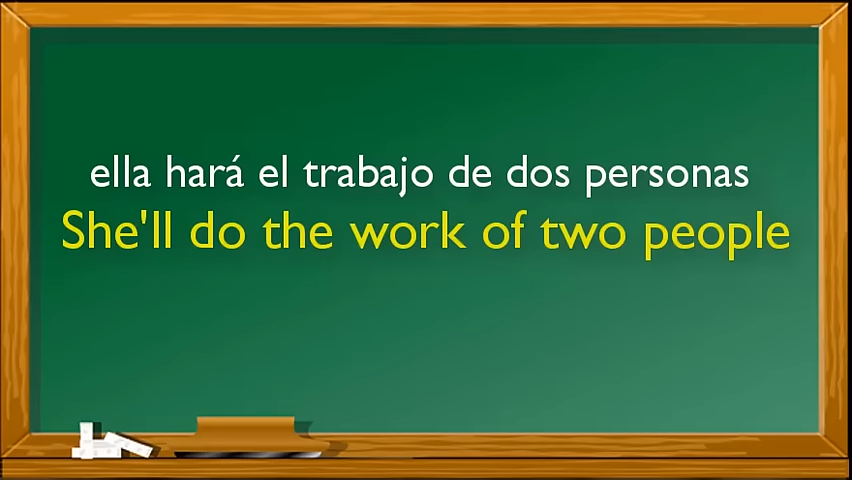 ella hará el trabajo de dos personas
She'll do the work of two people